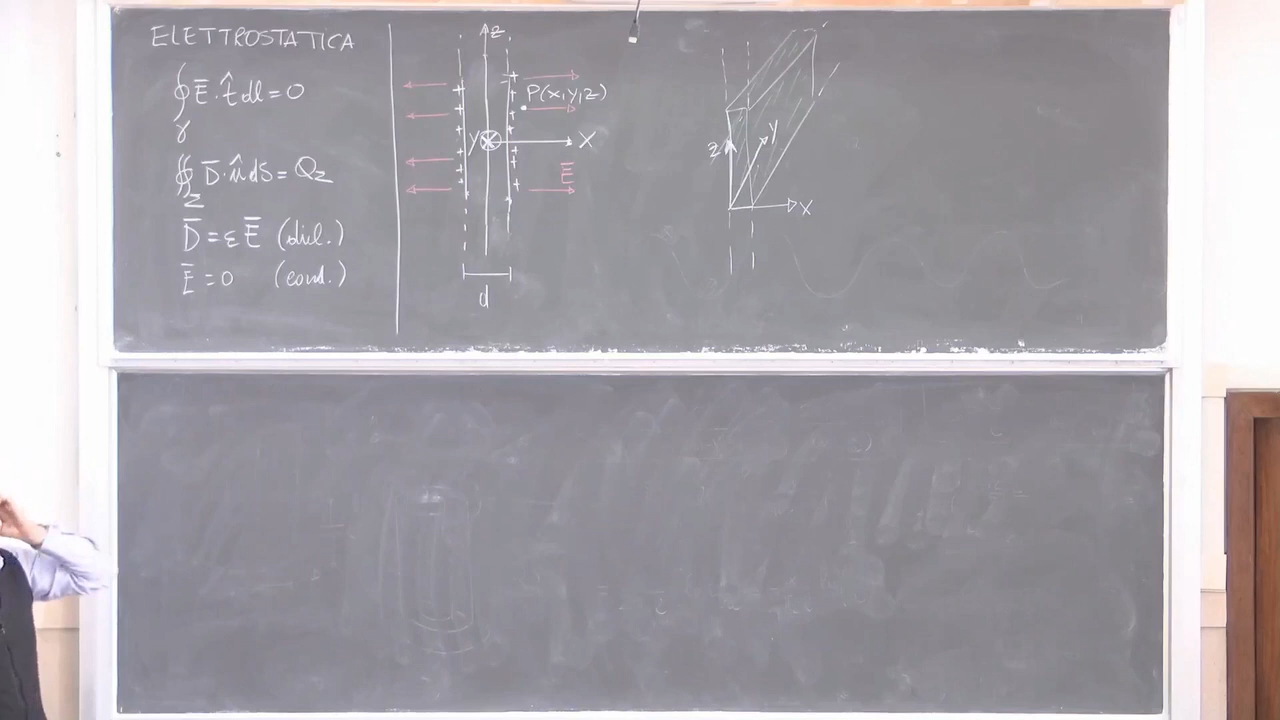 ELETTROSTATICA
∮ Ē · t̂ dl = 0
γ
∯ D̄ · n̂ dS = Q_Σ
Σ
D̄ = ε Ē (diel.)
Ē = 0 (cond.)
z
P(x,y,z)
y
x
Ē
d
z
y
x